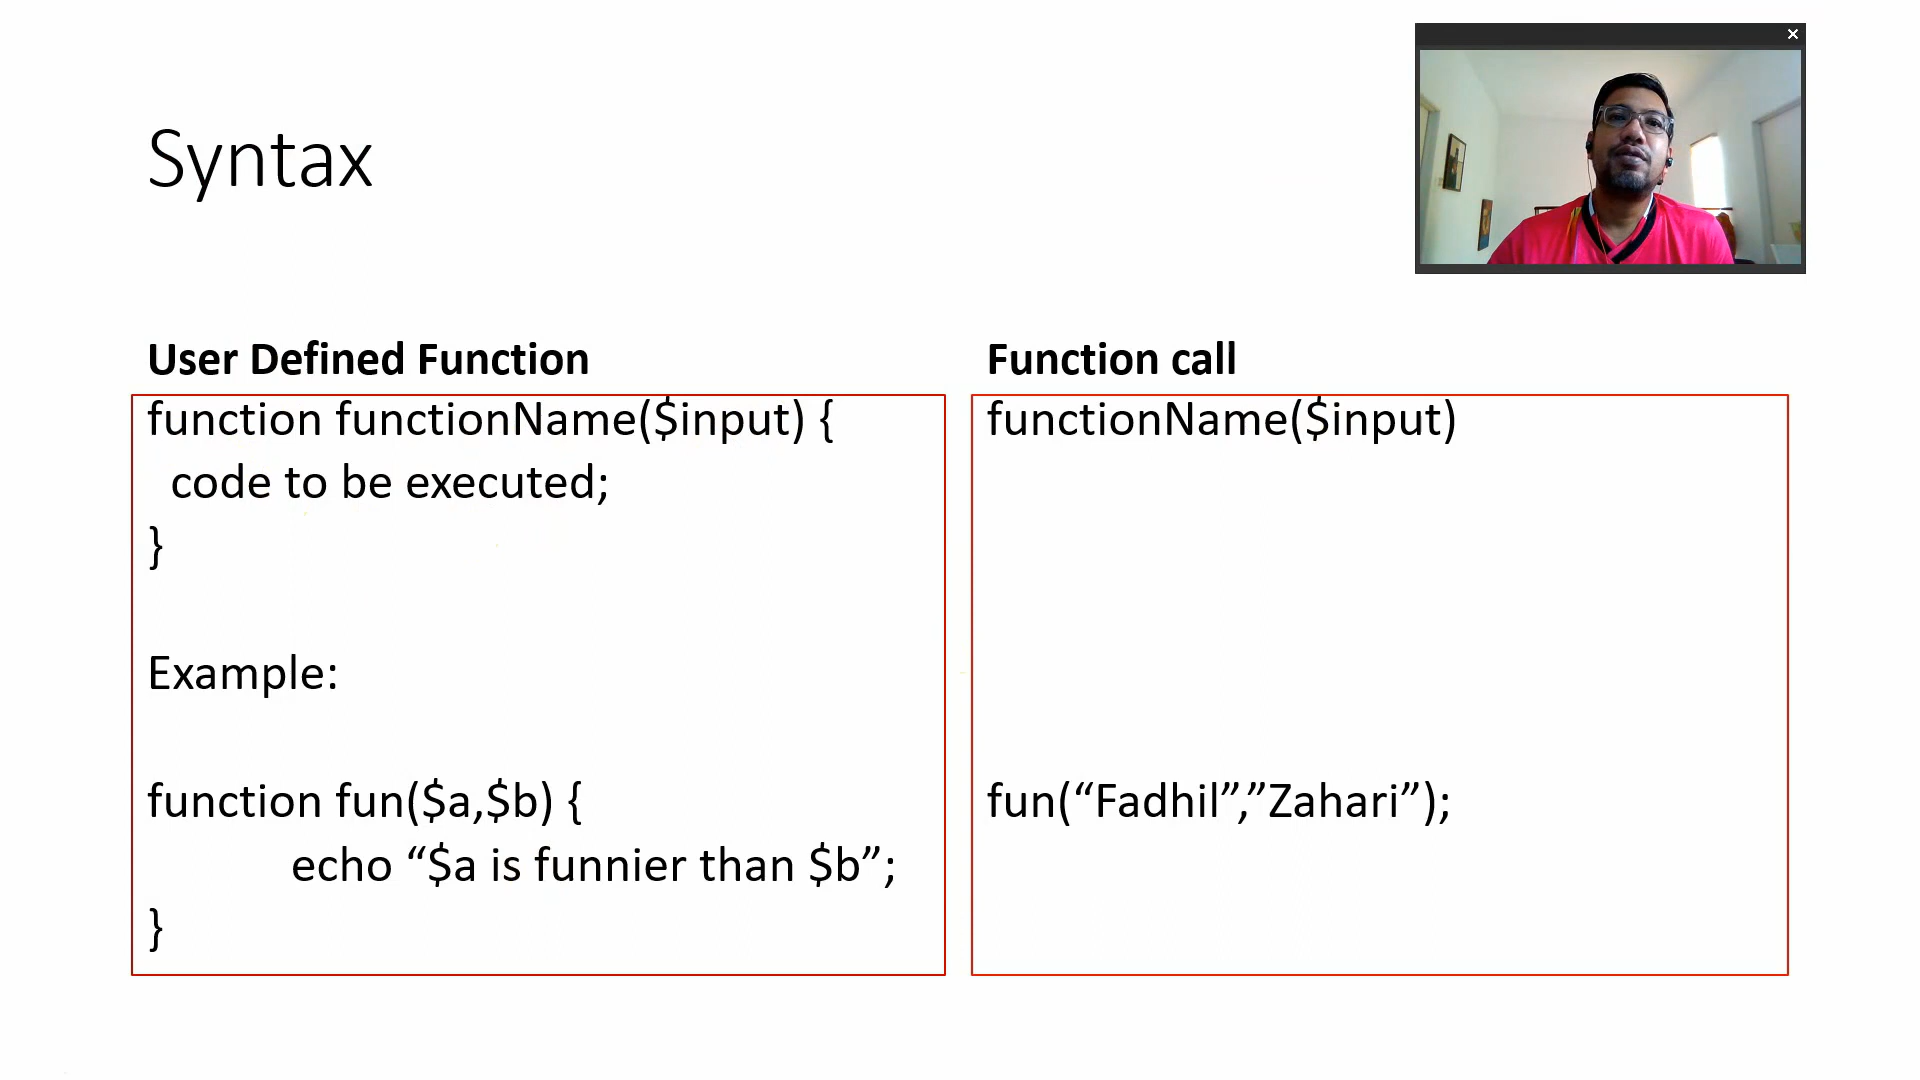 Syntax
User Defined Function
function functionName($input) {
code to be executed;
}
Example:
function fun($a,$b) {
echo “$a is funnier than $b”;
}
Function call
functionName($input)
fun(“Fadhil”,”Zahari”);